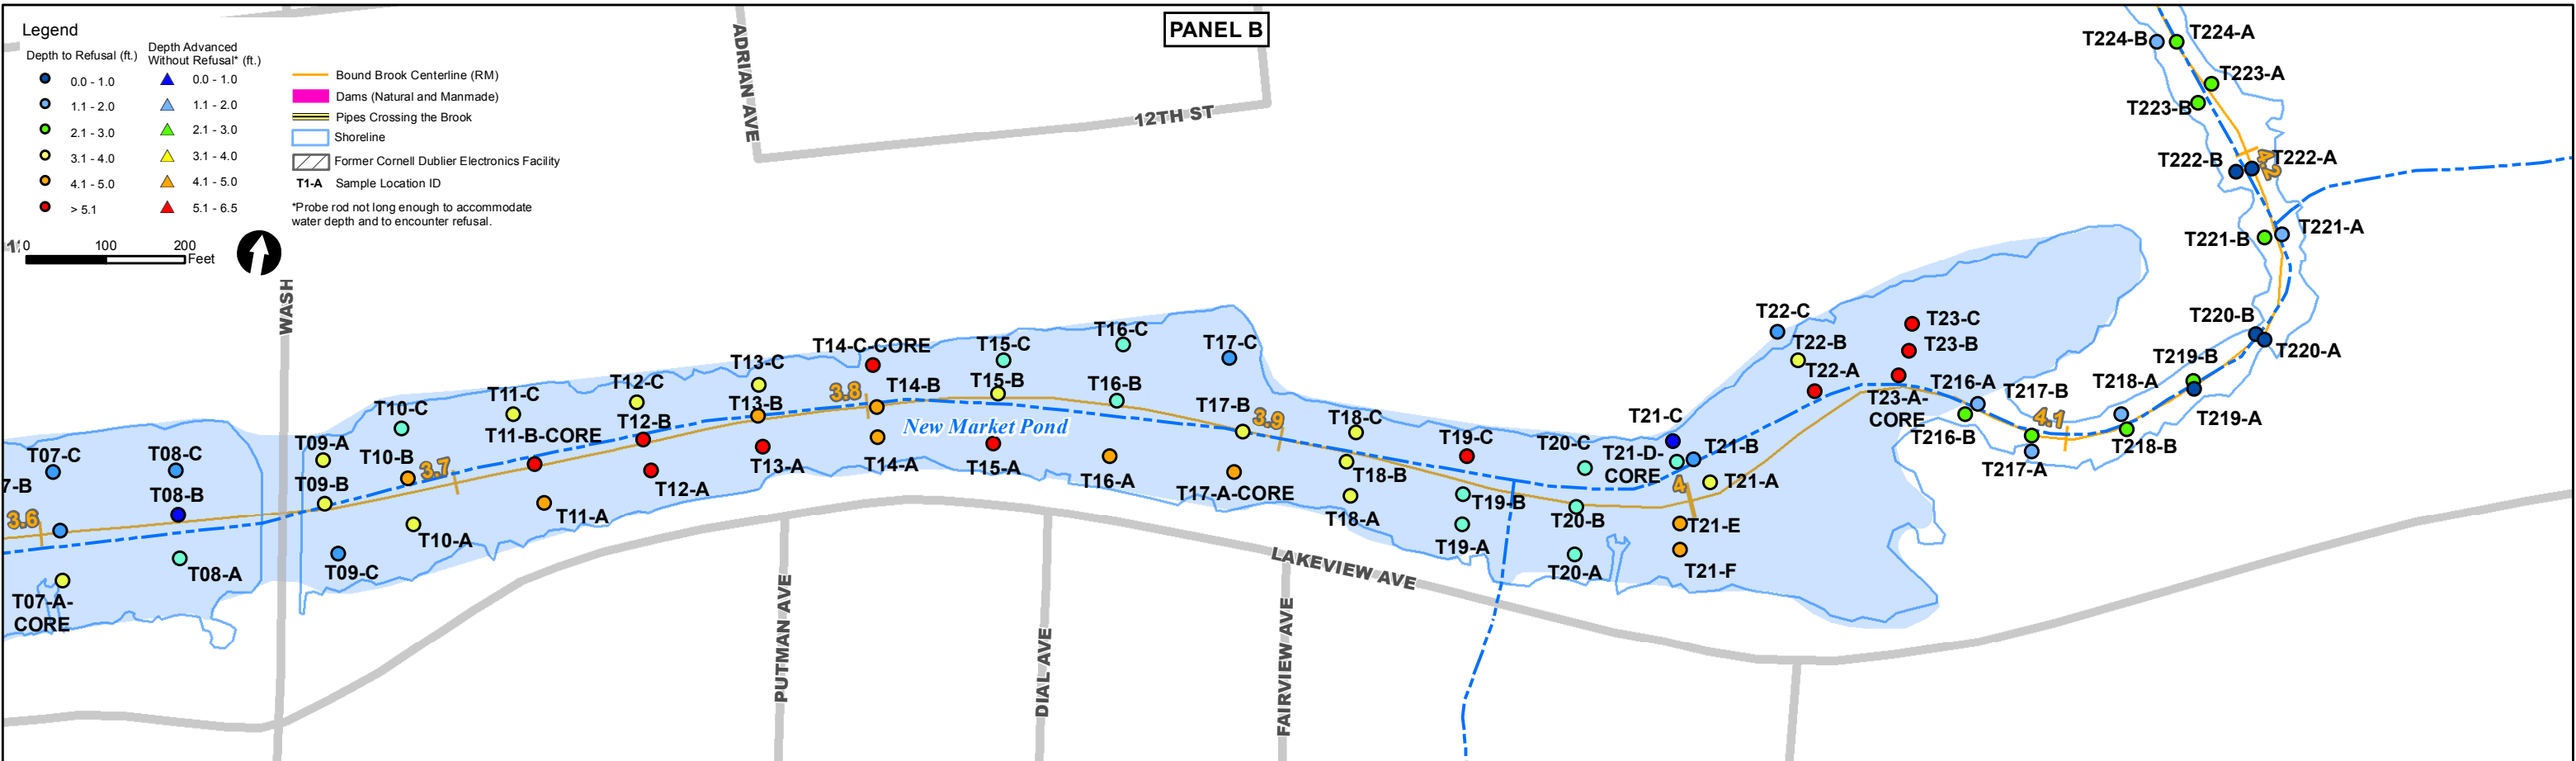 PANEL B
Legend
Depth to Refusal (ft.)
0.0 - 1.0
1.1 - 2.0
2.1 - 3.0
3.1 - 4.0
4.1 - 5.0
> 5.1
Depth Advanced
Without Refusal* (ft.)
0.0 - 1.0
1.1 - 2.0
2.1 - 3.0
3.1 - 4.0
4.1 - 5.0
5.1 - 6.5
Bound Brook Centerline (RM)
Dams (Natural and Manmade)
Pipes Crossing the Brook
Shoreline
Former Cornell Dublier Electronics Facility
T1-A Sample Location ID
*Probe rod not long enough to accommodate
water depth and to encounter refusal.
0 100 200
Feet
ADRIAN AVE
12TH ST
WASH
PUTMAN AVE
DIAL AVE
FAIRVIEW AVE
LAKEVIEW AVE
New Market Pond
3.6
3.7
3.8
3.9
4
4.1
4.2
7-B
T07-C
T07-A-
CORE
T08-C
T08-B
T08-A
T09-A
T09-B
T09-C
T10-C
T10-B
T10-A
T11-C
T11-B-CORE
T11-A
T12-C
T12-B
T12-A
T13-C
T13-B
T13-A
T14-C-CORE
T14-B
T14-A
T15-C
T15-B
T15-A
T16-C
T16-B
T16-A
T17-C
T17-B
T17-A-CORE
T18-C
T18-B
T18-A
T19-C
T19-B
T19-A
T20-C
T20-B
T20-A
T21-C
T21-B
T21-D-
CORE
T21-A
T21-E
T21-F
T22-C
T22-B
T22-A
T23-C
T23-B
T23-A-
CORE
T216-A
T216-B
T217-B
T217-A
T218-A
T218-B
T219-B
T219-A
T220-B
T220-A
T221-B
T221-A
T222-B
T222-A
T223-A
T223-B
T224-B
T224-A